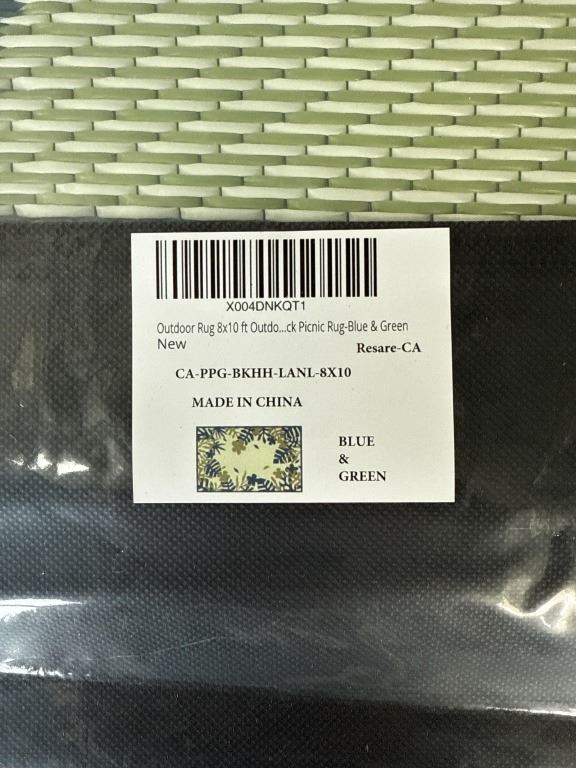 X004DNKQT1
Outdoor Rug 8x10 ft Outdo...ck Picnic Rug-Blue & Green
New
Resare-CA
CA-PPG-BKHH-LANL-8X10
MADE IN CHINA
BLUE
&
GREEN